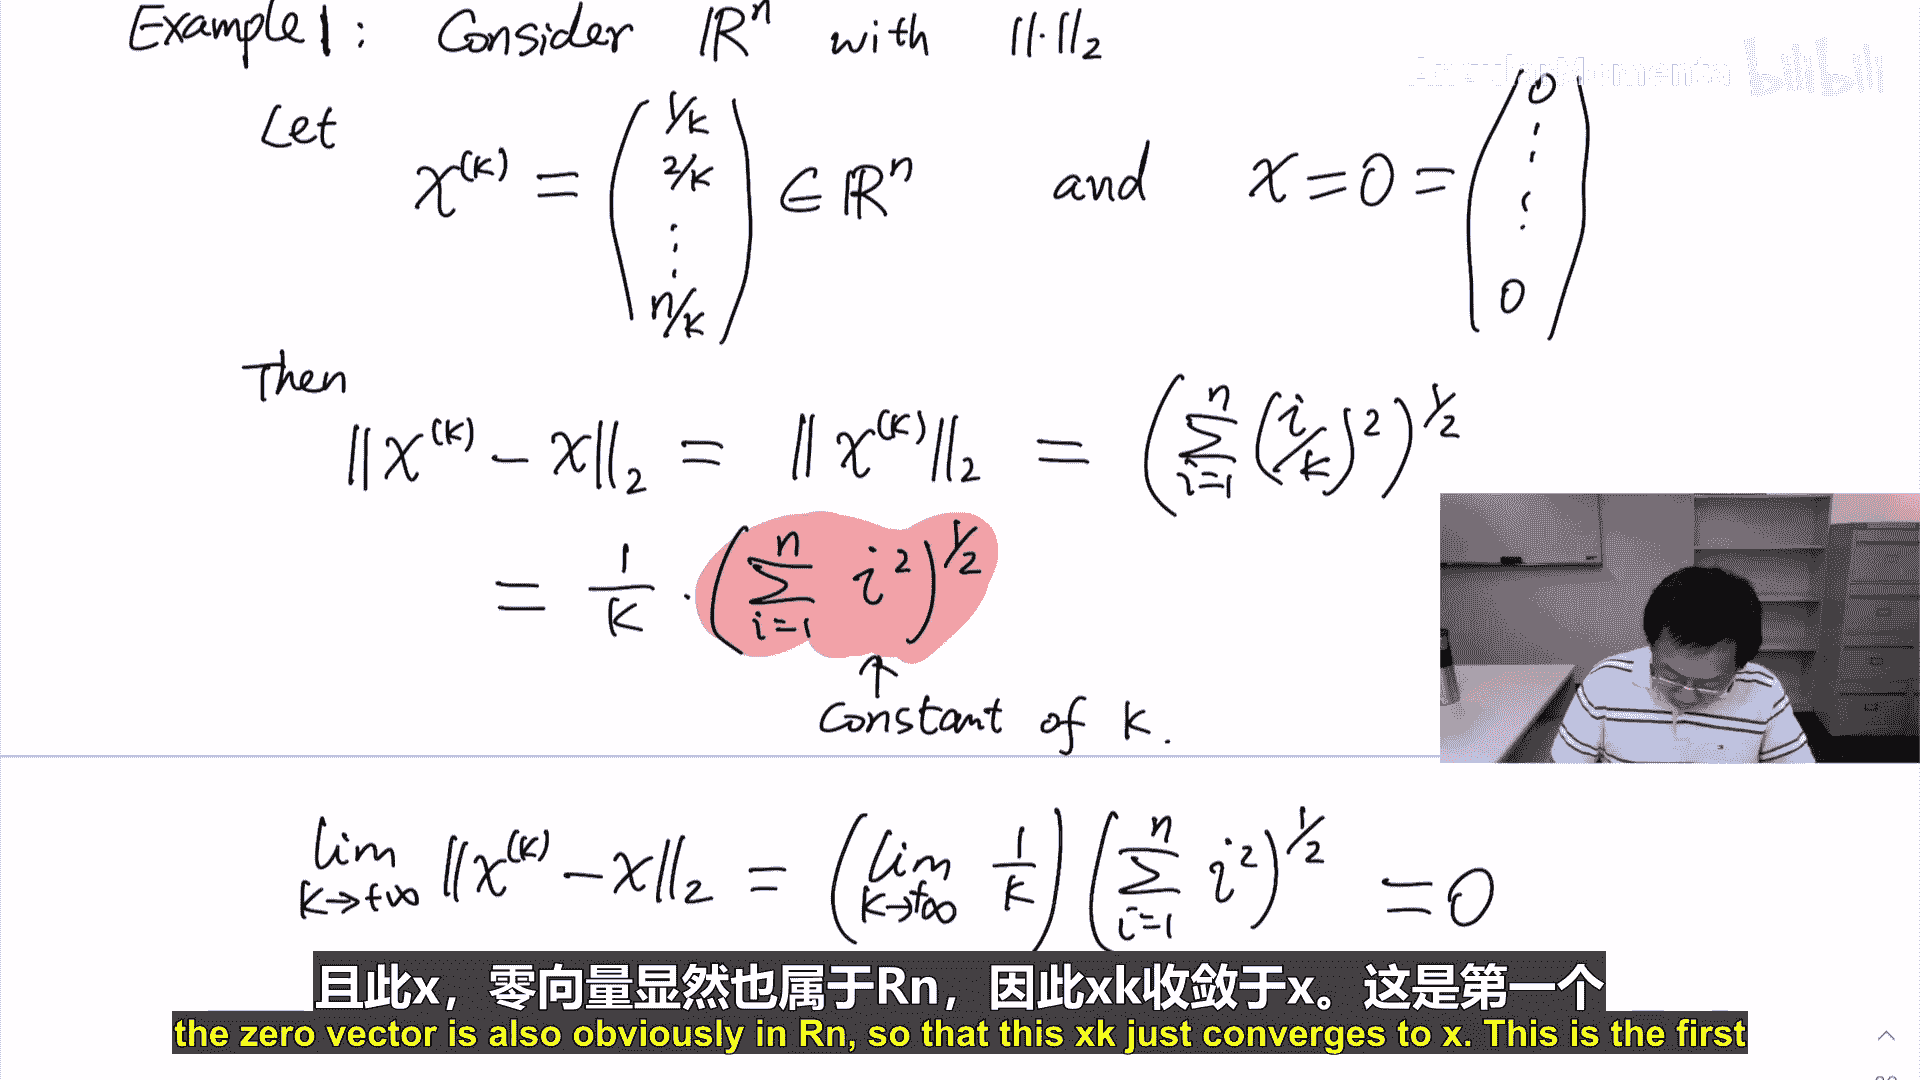 Example 1: Consider ℝⁿ with ‖·‖₂
Let
x^(k) = (1/k 2/k ⋮ n/k) ∈ ℝⁿ and x = 0 = (0 ⋮ 0)
Then
‖x^(k) − x‖₂ = ‖x^(k)‖₂ = (∑_{i=1}^{n} (i/k)²)^{1/2}
= 1/k · (∑_{i=1}^{n} i²)^{1/2}
↑
constant of k.
lim_{k→+∞} ‖x^(k) − x‖₂ = (lim_{k→+∞} 1/k) (∑_{i=1}^{n} i²)^{1/2} = 0
且此x，零向量显然也属于Rn，因此xk收敛于x。这是第一个
the zero vector is also obviously in Rn, so that this xk just converges to x. This is the first
bilibili